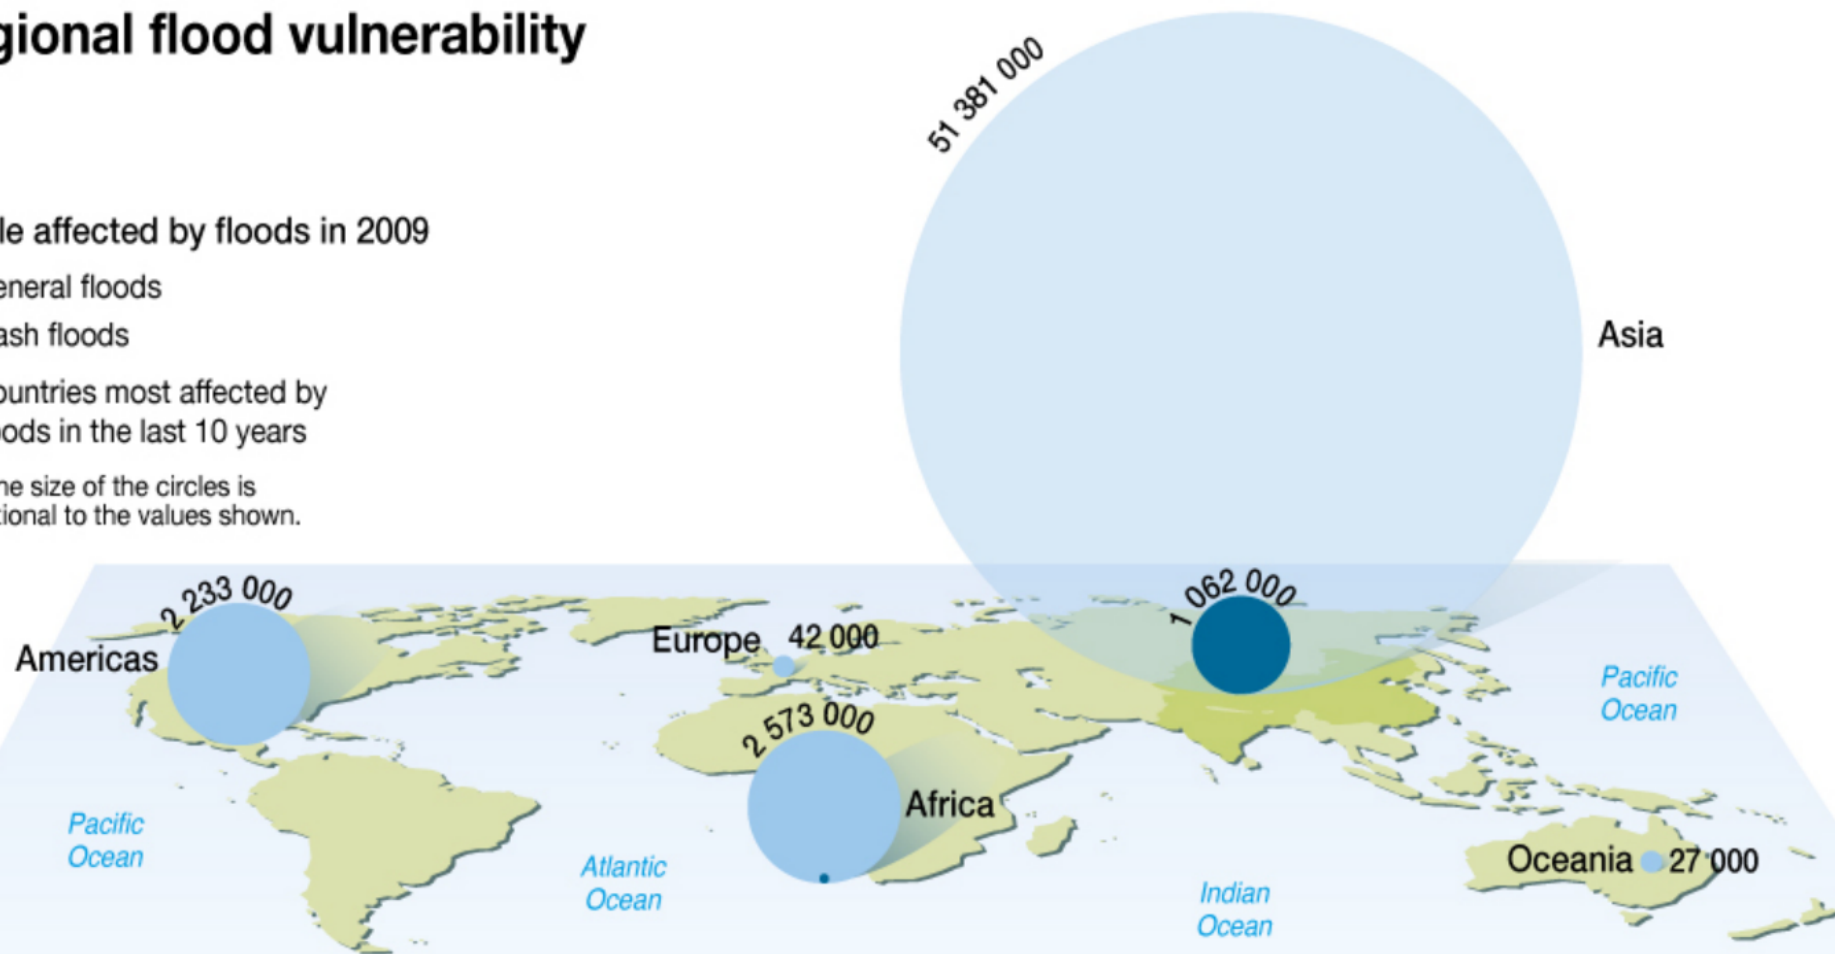 gional flood vulnerability
le affected by floods in 2009
eneral floods
ash floods
ountries most affected by
oods in the last 10 years
ne size of the circles is
tional to the values shown.
51 381 000
Asia
2 233 000
Americas
Europe
42 000
1 062 000
2 573 000
Africa
Pacific
Ocean
Pacific
Ocean
Atlantic
Ocean
Indian
Ocean
Oceania
27 000